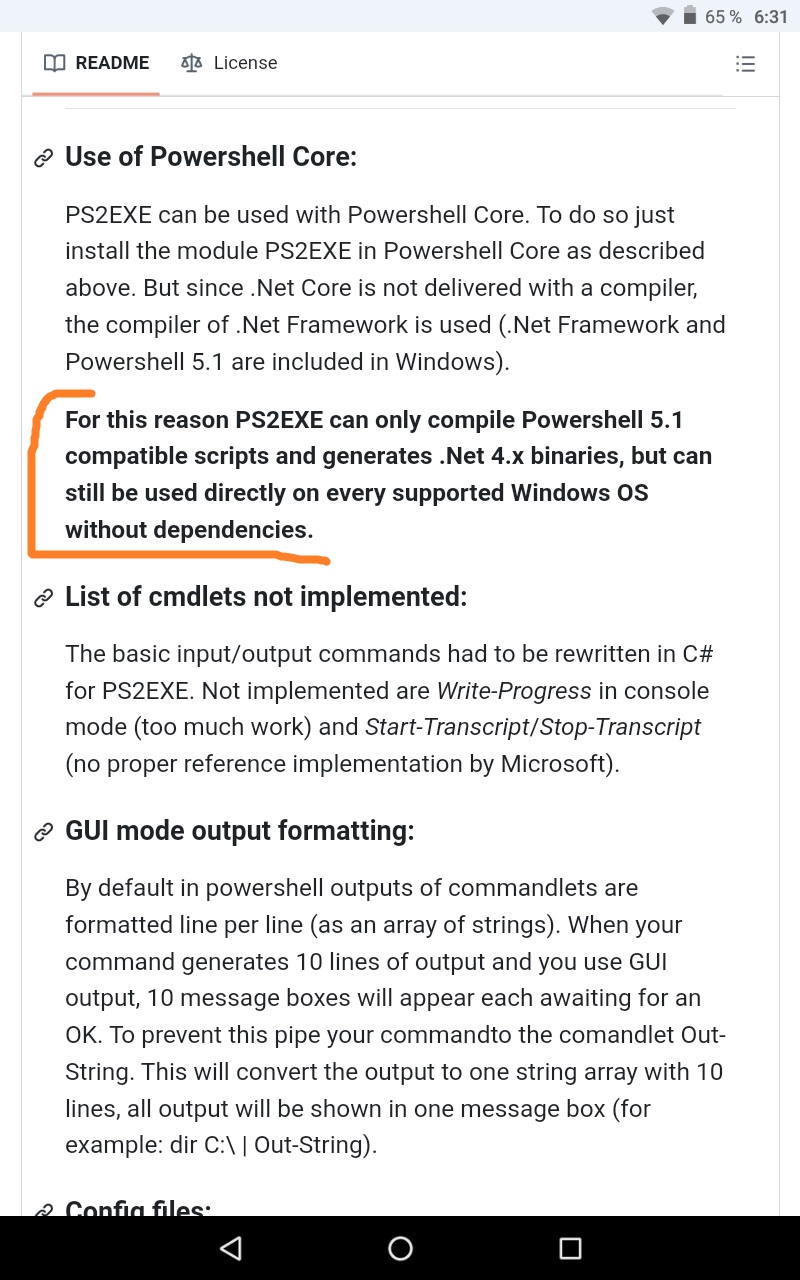 65 % 6:31
README License
Use of Powershell Core:
PS2EXE can be used with Powershell Core. To do so just
install the module PS2EXE in Powershell Core as described
above. But since .Net Core is not delivered with a compiler,
the compiler of .Net Framework is used (.Net Framework and
Powershell 5.1 are included in Windows).
For this reason PS2EXE can only compile Powershell 5.1
compatible scripts and generates .Net 4.x binaries, but can
still be used directly on every supported Windows OS
without dependencies.
List of cmdlets not implemented:
The basic input/output commands had to be rewritten in C#
for PS2EXE. Not implemented are Write-Progress in console
mode (too much work) and Start-Transcript/Stop-Transcript
(no proper reference implementation by Microsoft).
GUI mode output formatting:
By default in powershell outputs of commandlets are
formatted line per line (as an array of strings). When your
command generates 10 lines of output and you use GUI
output, 10 message boxes will appear each awaiting for an
OK. To prevent this pipe your commandto the comandlet Out-
String. This will convert the output to one string array with 10
lines, all output will be shown in one message box (for
example: dir C:\ | Out-String).
Config files: